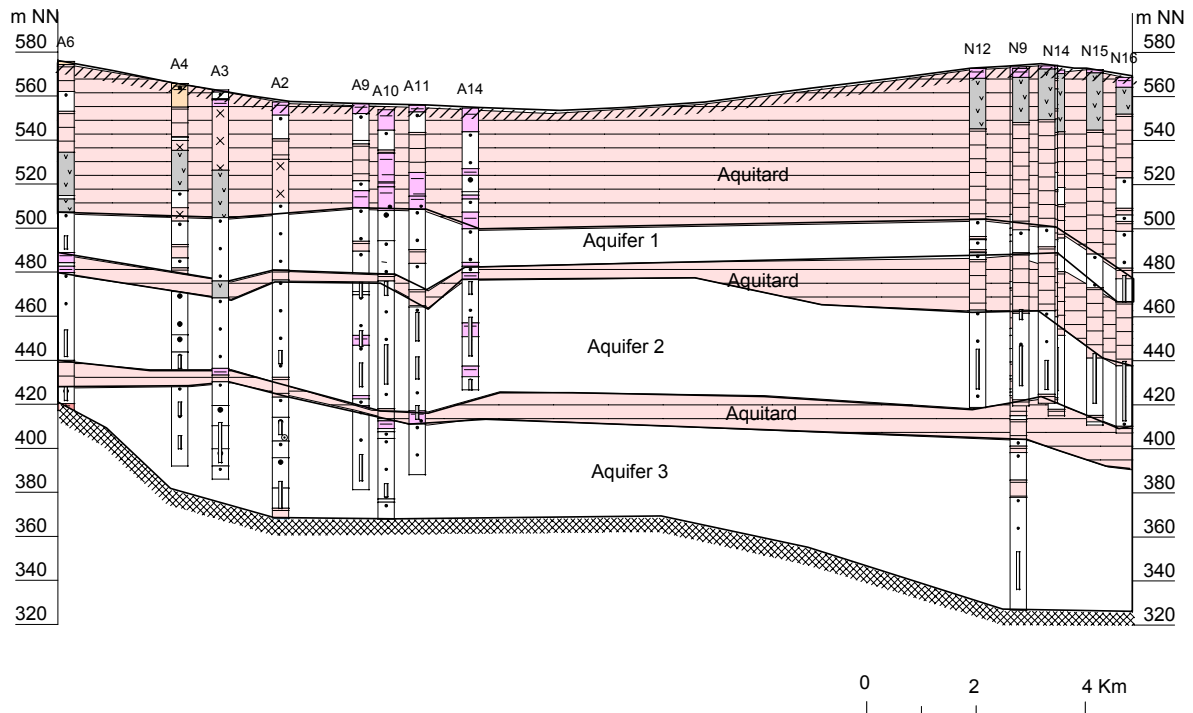 m NN m NN
580 A6 A4 A3 A2 A9 A10 A11 A14 N12 N9 N14 N15 N16 580
560 560
540 540
520 Aquitard 520
500 500
Aquifer 1
480 480
Aquitard
460 460
Aquifer 2
440 440
420 Aquitard 420
400 400
Aquifer 3
380 380
360 360
340 340
320 320
0 2 4 Km